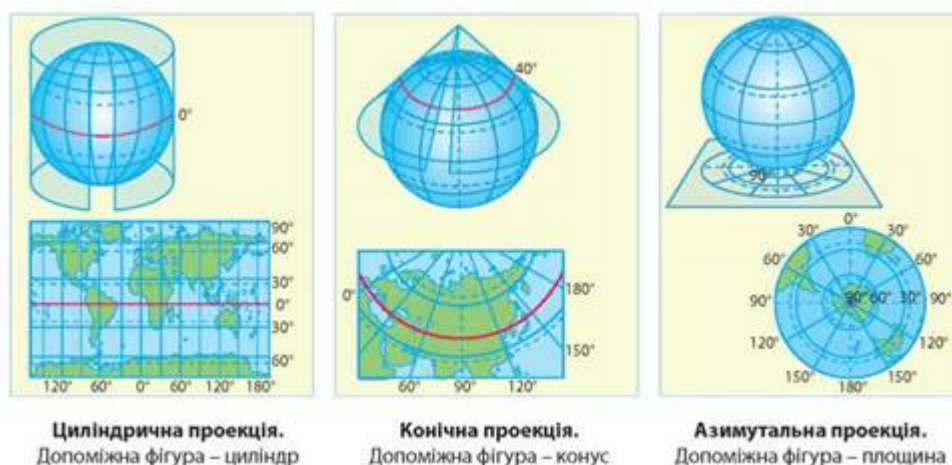 0°
90°
60°
30°
0°
30°
60°
120° 60° 0° 60° 120° 180°
Циліндрична проекція.
Допоміжна фігура – циліндр
40°
0°
180°
150°
60° 90° 120°
Конічна проекція.
Допоміжна фігура – конус
90°
0°
30° 30°
60° 60°
90° 90° 60° 30° 90°
120° 120°
150° 150°
180°
Азимутальна проекція.
Допоміжна фігура – площина